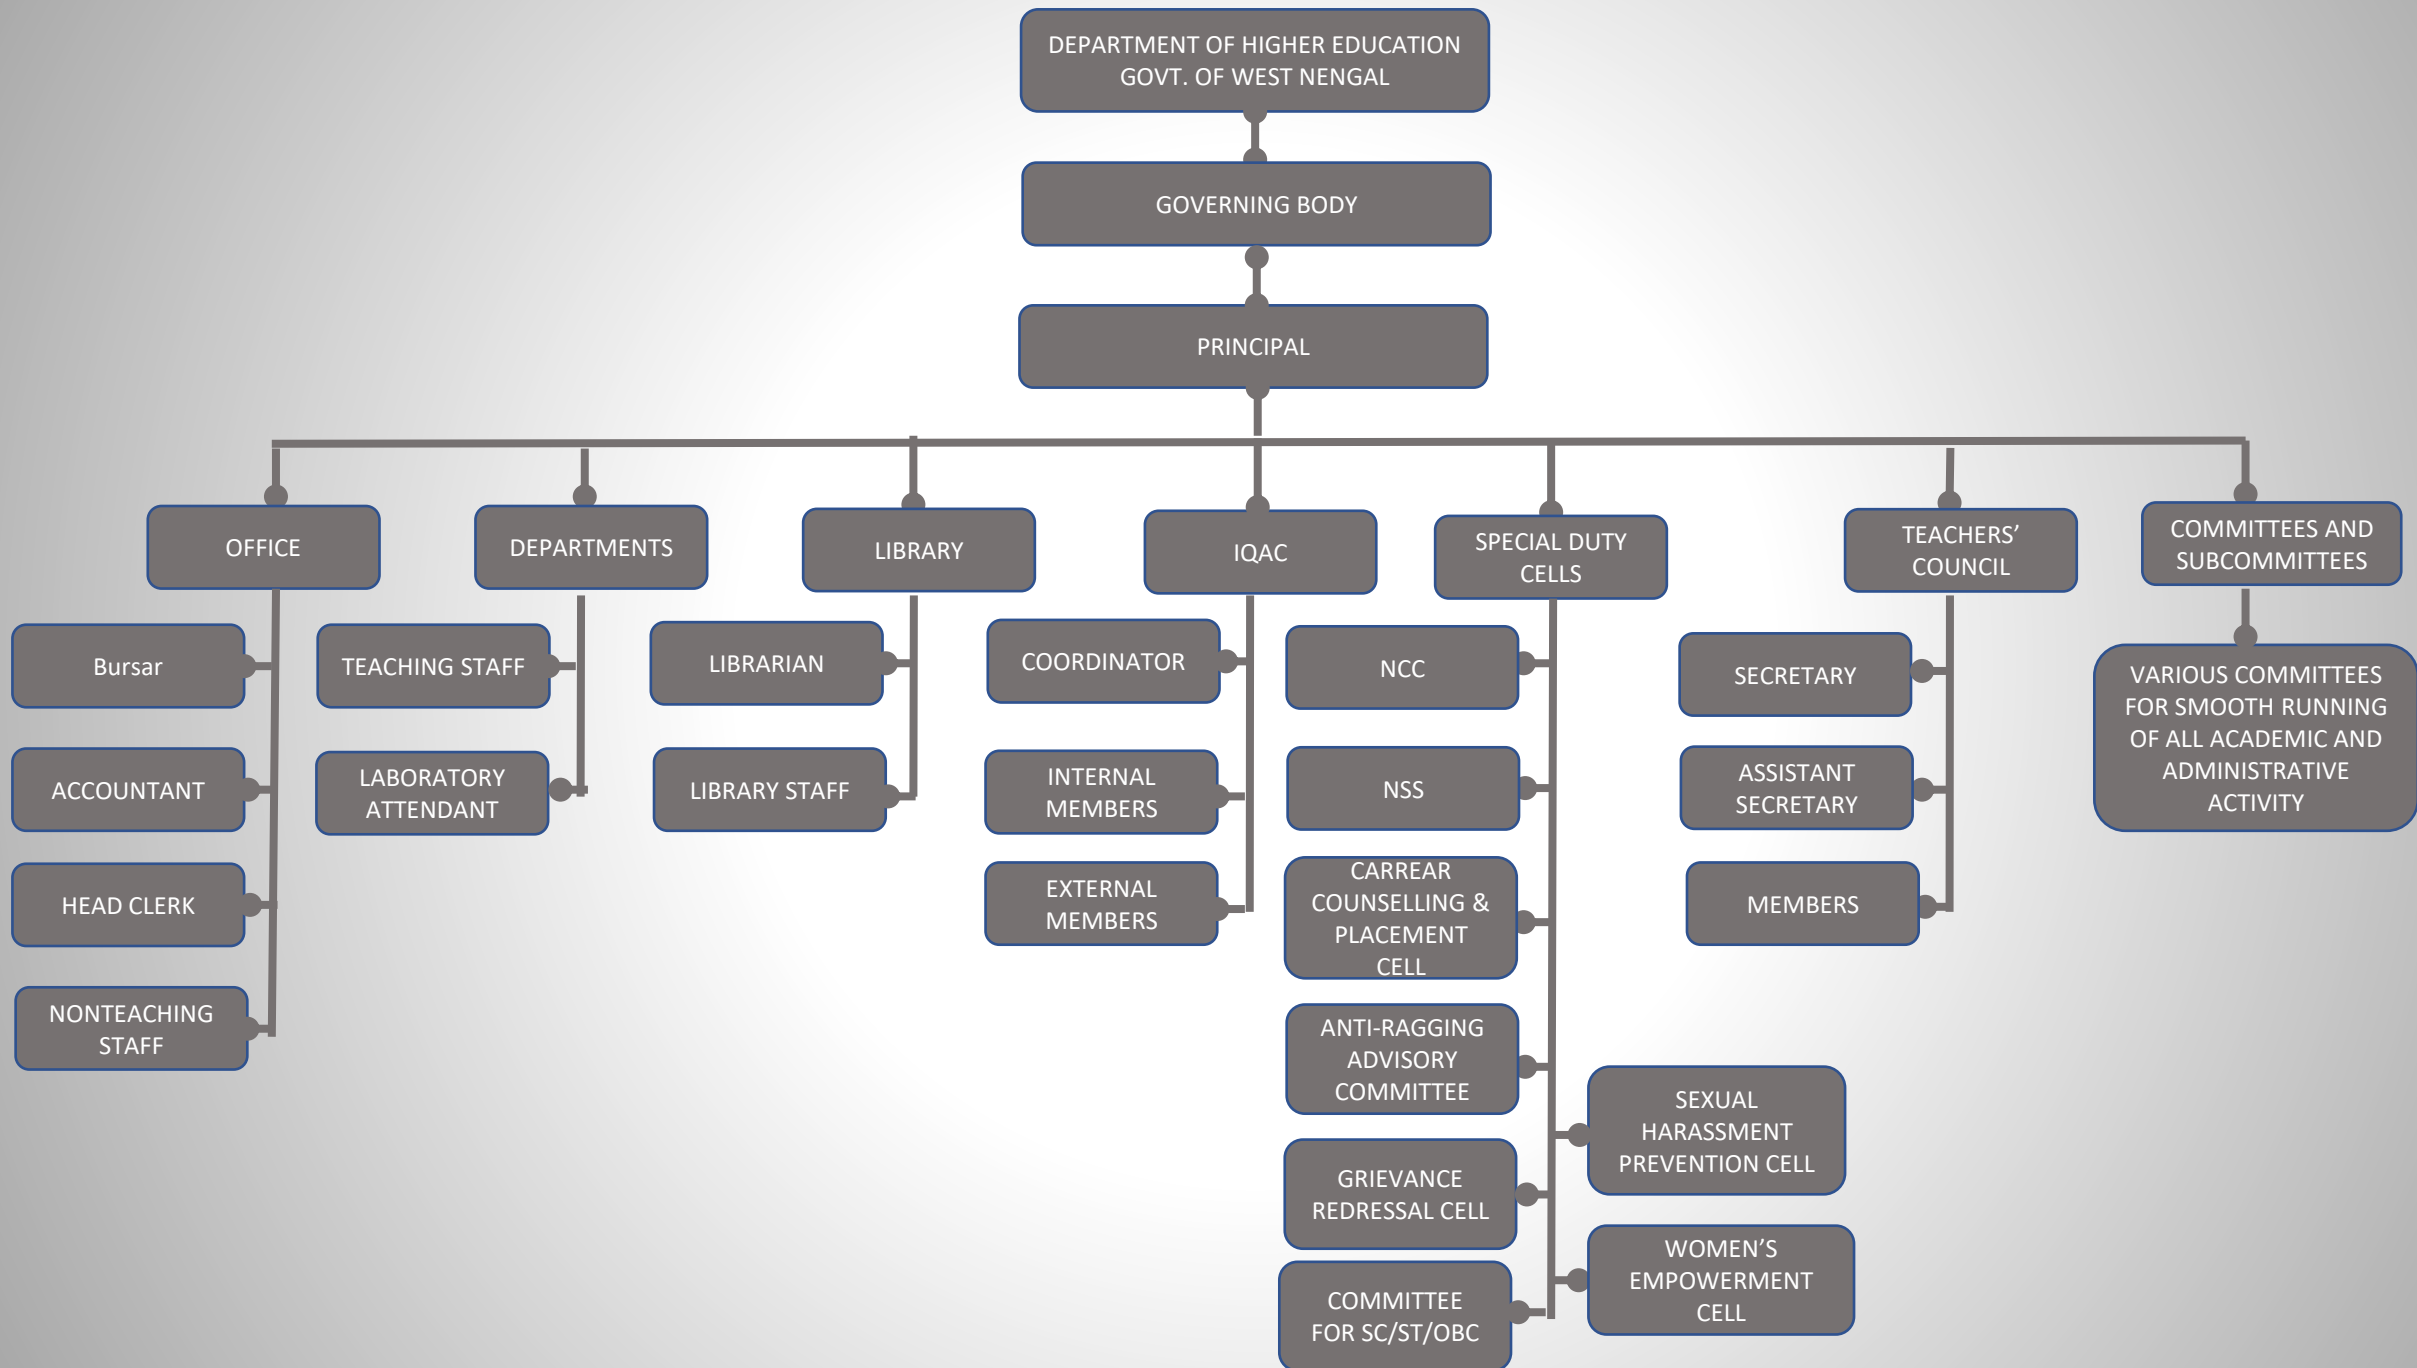 DEPARTMENT OF HIGHER EDUCATION
GOVT. OF WEST NENGAL
GOVERNING BODY
PRINCIPAL
OFFICE
DEPARTMENTS
LIBRARY
IQAC
SPECIAL DUTY
CELLS
TEACHERS’
COUNCIL
COMMITTEES AND
SUBCOMMITTEES
Bursar
ACCOUNTANT
HEAD CLERK
NONTEACHING
STAFF
TEACHING STAFF
LABORATORY
ATTENDANT
LIBRARIAN
LIBRARY STAFF
COORDINATOR
INTERNAL
MEMBERS
EXTERNAL
MEMBERS
NCC
NSS
CARREAR
COUNSELLING &
PLACEMENT
CELL
ANTI-RAGGING
ADVISORY
COMMITTEE
GRIEVANCE
REDRESSAL CELL
COMMITTEE
FOR SC/ST/OBC
SEXUAL
HARASSMENT
PREVENTION CELL
WOMEN’S
EMPOWERMENT
CELL
SECRETARY
ASSISTANT
SECRETARY
MEMBERS
VARIOUS COMMITTEES
FOR SMOOTH RUNNING
OF ALL ACADEMIC AND
ADMINISTRATIVE
ACTIVITY